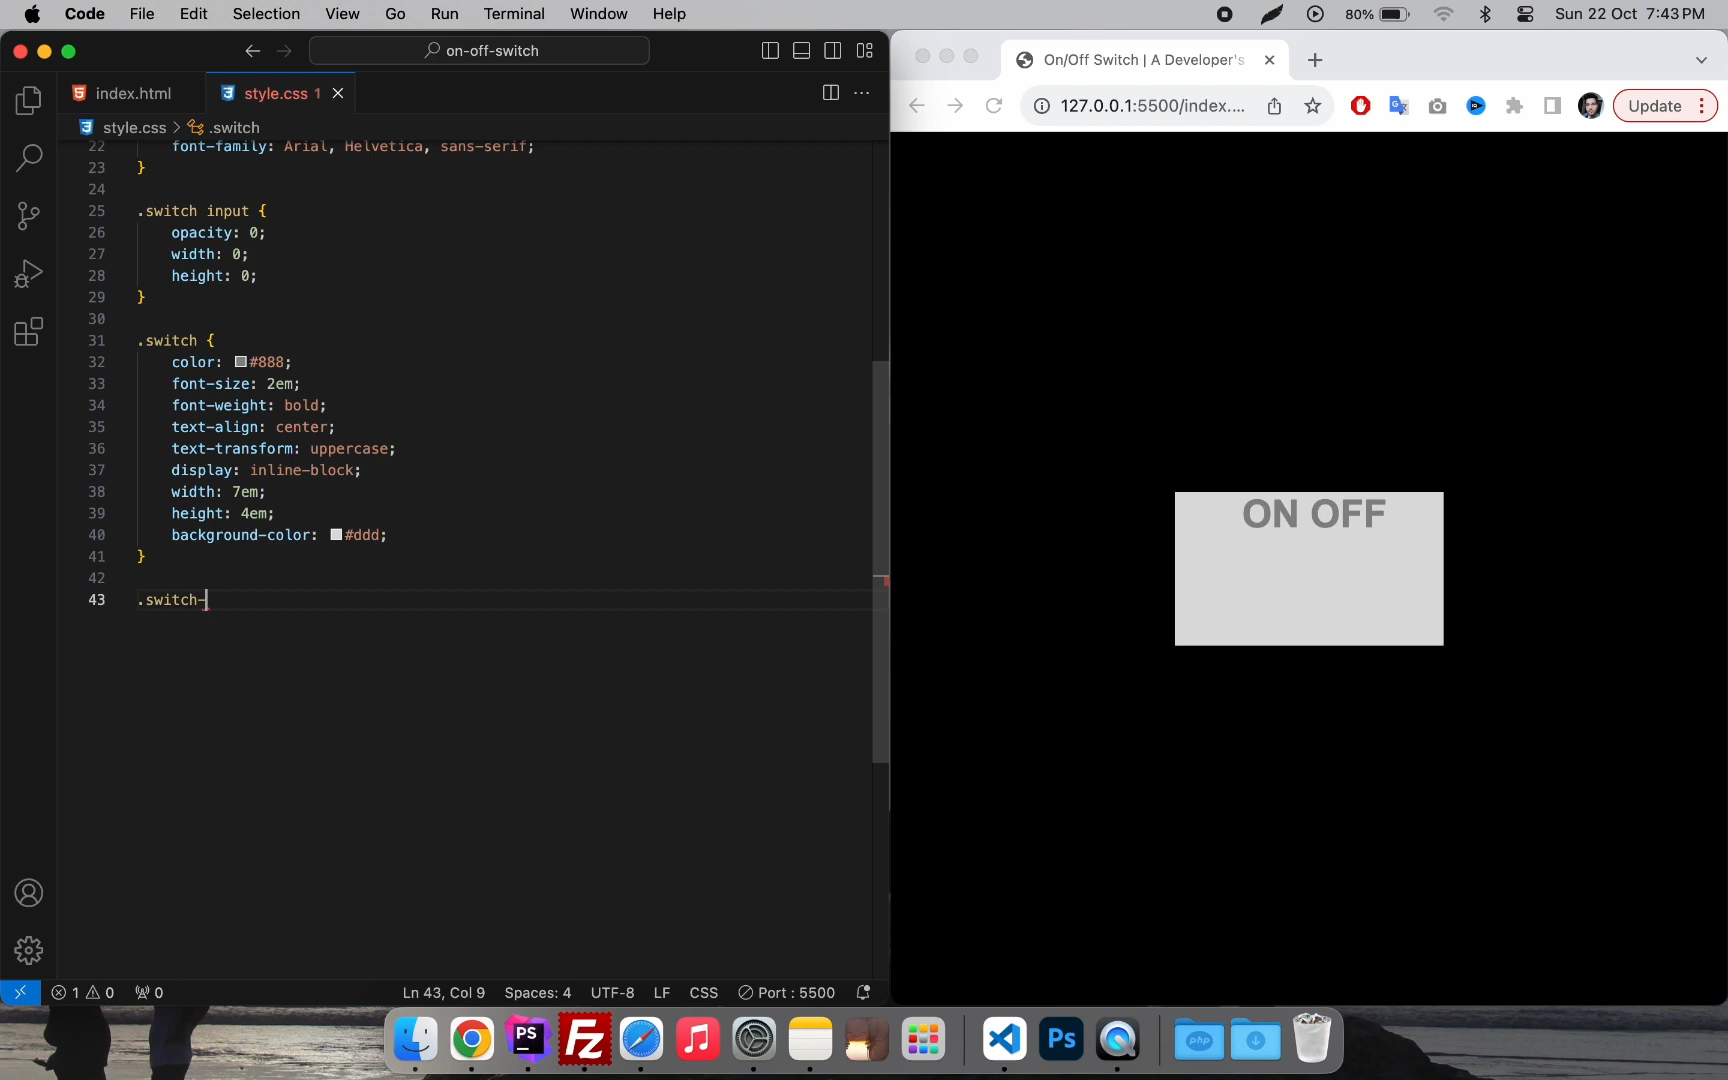 Code File Edit Selection View Go Run Terminal Window Help 80% Sun 22 Oct 7:43 PM
on-off-switch
On/Off Switch | A Developer's
index.html style.css 1
127.0.0.1:5500/index.... Update
style.css > .switch
22 font-family: Arial, Helvetica, sans-serif;
23 }
24
25 .switch input {
26 opacity: 0;
27 width: 0;
28 height: 0;
29 }
30
31 .switch {
32 color: #888;
33 font-size: 2em;
34 font-weight: bold;
35 text-align: center;
36 text-transform: uppercase;
37 display: inline-block;
38 width: 7em;
39 height: 4em;
40 background-color: #ddd;
41 }
42
43 .switch-
ON OFF
1 0 0 Ln 43, Col 9 Spaces: 4 UTF-8 LF CSS Port : 5500
PS Fz Ps php